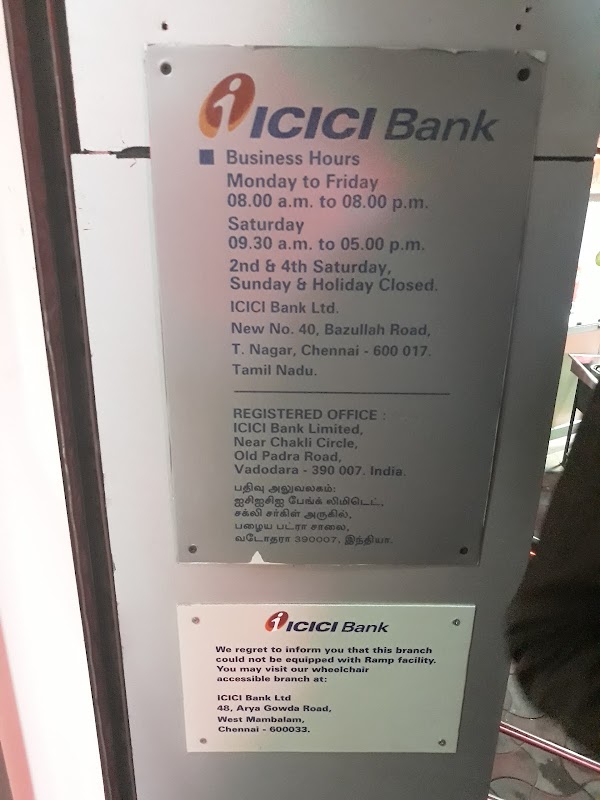 ICICI Bank
Business Hours
Monday to Friday
08.00 a.m. to 08.00 p.m.
Saturday
09.30 a.m. to 05.00 p.m.
2nd & 4th Saturday,
Sunday & Holiday Closed.
ICICI Bank Ltd.
New No. 40, Bazullah Road,
T. Nagar, Chennai - 600 017.
Tamil Nadu.
REGISTERED OFFICE :
ICICI Bank Limited,
Near Chakli Circle,
Old Padra Road,
Vadodara - 390 007. India.
பதிவு அலுவலகம்:
ஐசிஐசிஐ பேங்க் லிமிடெட்,
சக்லி சர்கிள் அருகில்,
பழைய பட்ரா சாலை,
வடோதரா 390007, இந்தியா.
ICICI Bank
We regret to inform you that this branch
could not be equipped with Ramp facility.
You may visit our wheelchair
accessible branch at:
ICICI Bank Ltd
48, Arya Gowda Road,
West Mambalam,
Chennai - 600033.